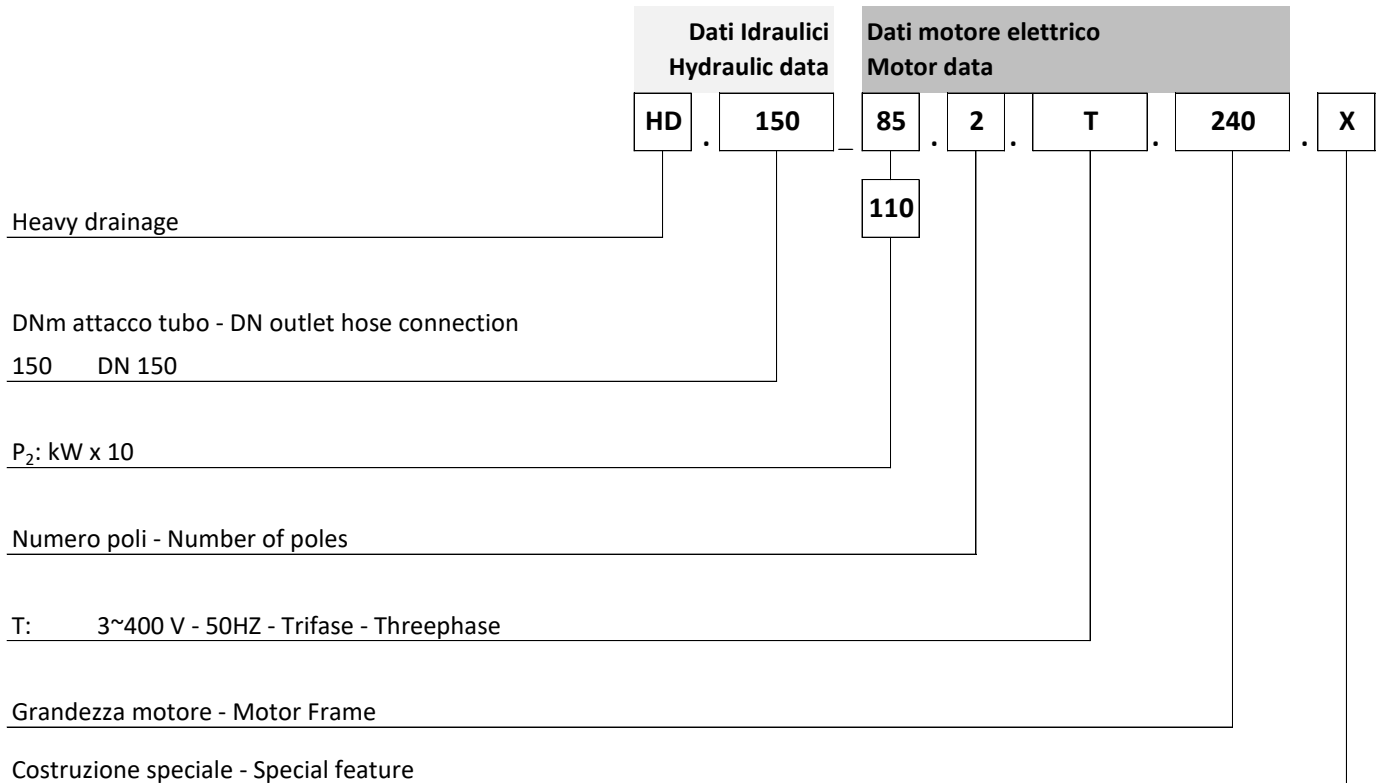 Dati Idraulici Dati motore elettrico
Hydraulic data Motor data
HD . 150 _ 85 . 2 . T . 240 . X
110
Heavy drainage
DNm attacco tubo - DN outlet hose connection
150 DN 150
P₂: kW x 10
Numero poli - Number of poles
T: 3~400 V - 50HZ - Trifase - Threephase
Grandezza motore - Motor Frame
Costruzione speciale - Special feature